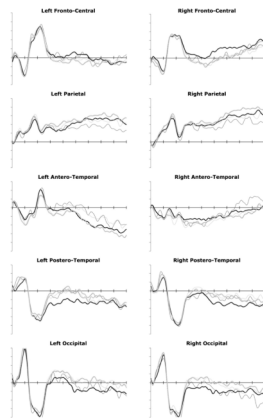 Left Fronto-Central Right Fronto-Central
Left Parietal Right Parietal
Left Antero-Temporal Right Antero-Temporal
Left Postero-Temporal Right Postero-Temporal
Left Occipital Right Occipital